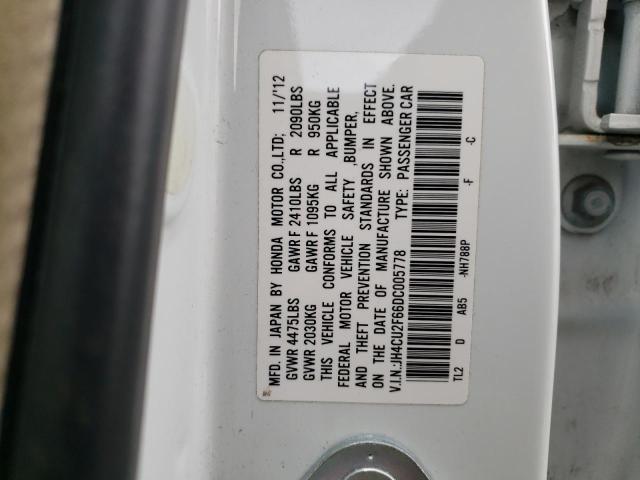 MFD. IN JAPAN BY HONDA MOTOR CO.,LTD; 11/'12
GVWR 4475LBS GAWR F 2410LBS R 2090LBS
GVWR 2030KG GAWR F 1095KG R 950KG
THIS VEHICLE CONFORMS TO ALL APPLICABLE
FEDERAL MOTOR VEHICLE SAFETY ,BUMPER,
AND THEFT PREVENTION STANDARDS IN EFFECT
ON THE DATE OF MANUFACTURE SHOWN ABOVE.
V.I.N.:JH4CU2F66DC005778 TYPE: PASSENGER CAR
TL2 D AB5 -NH788P -F -C